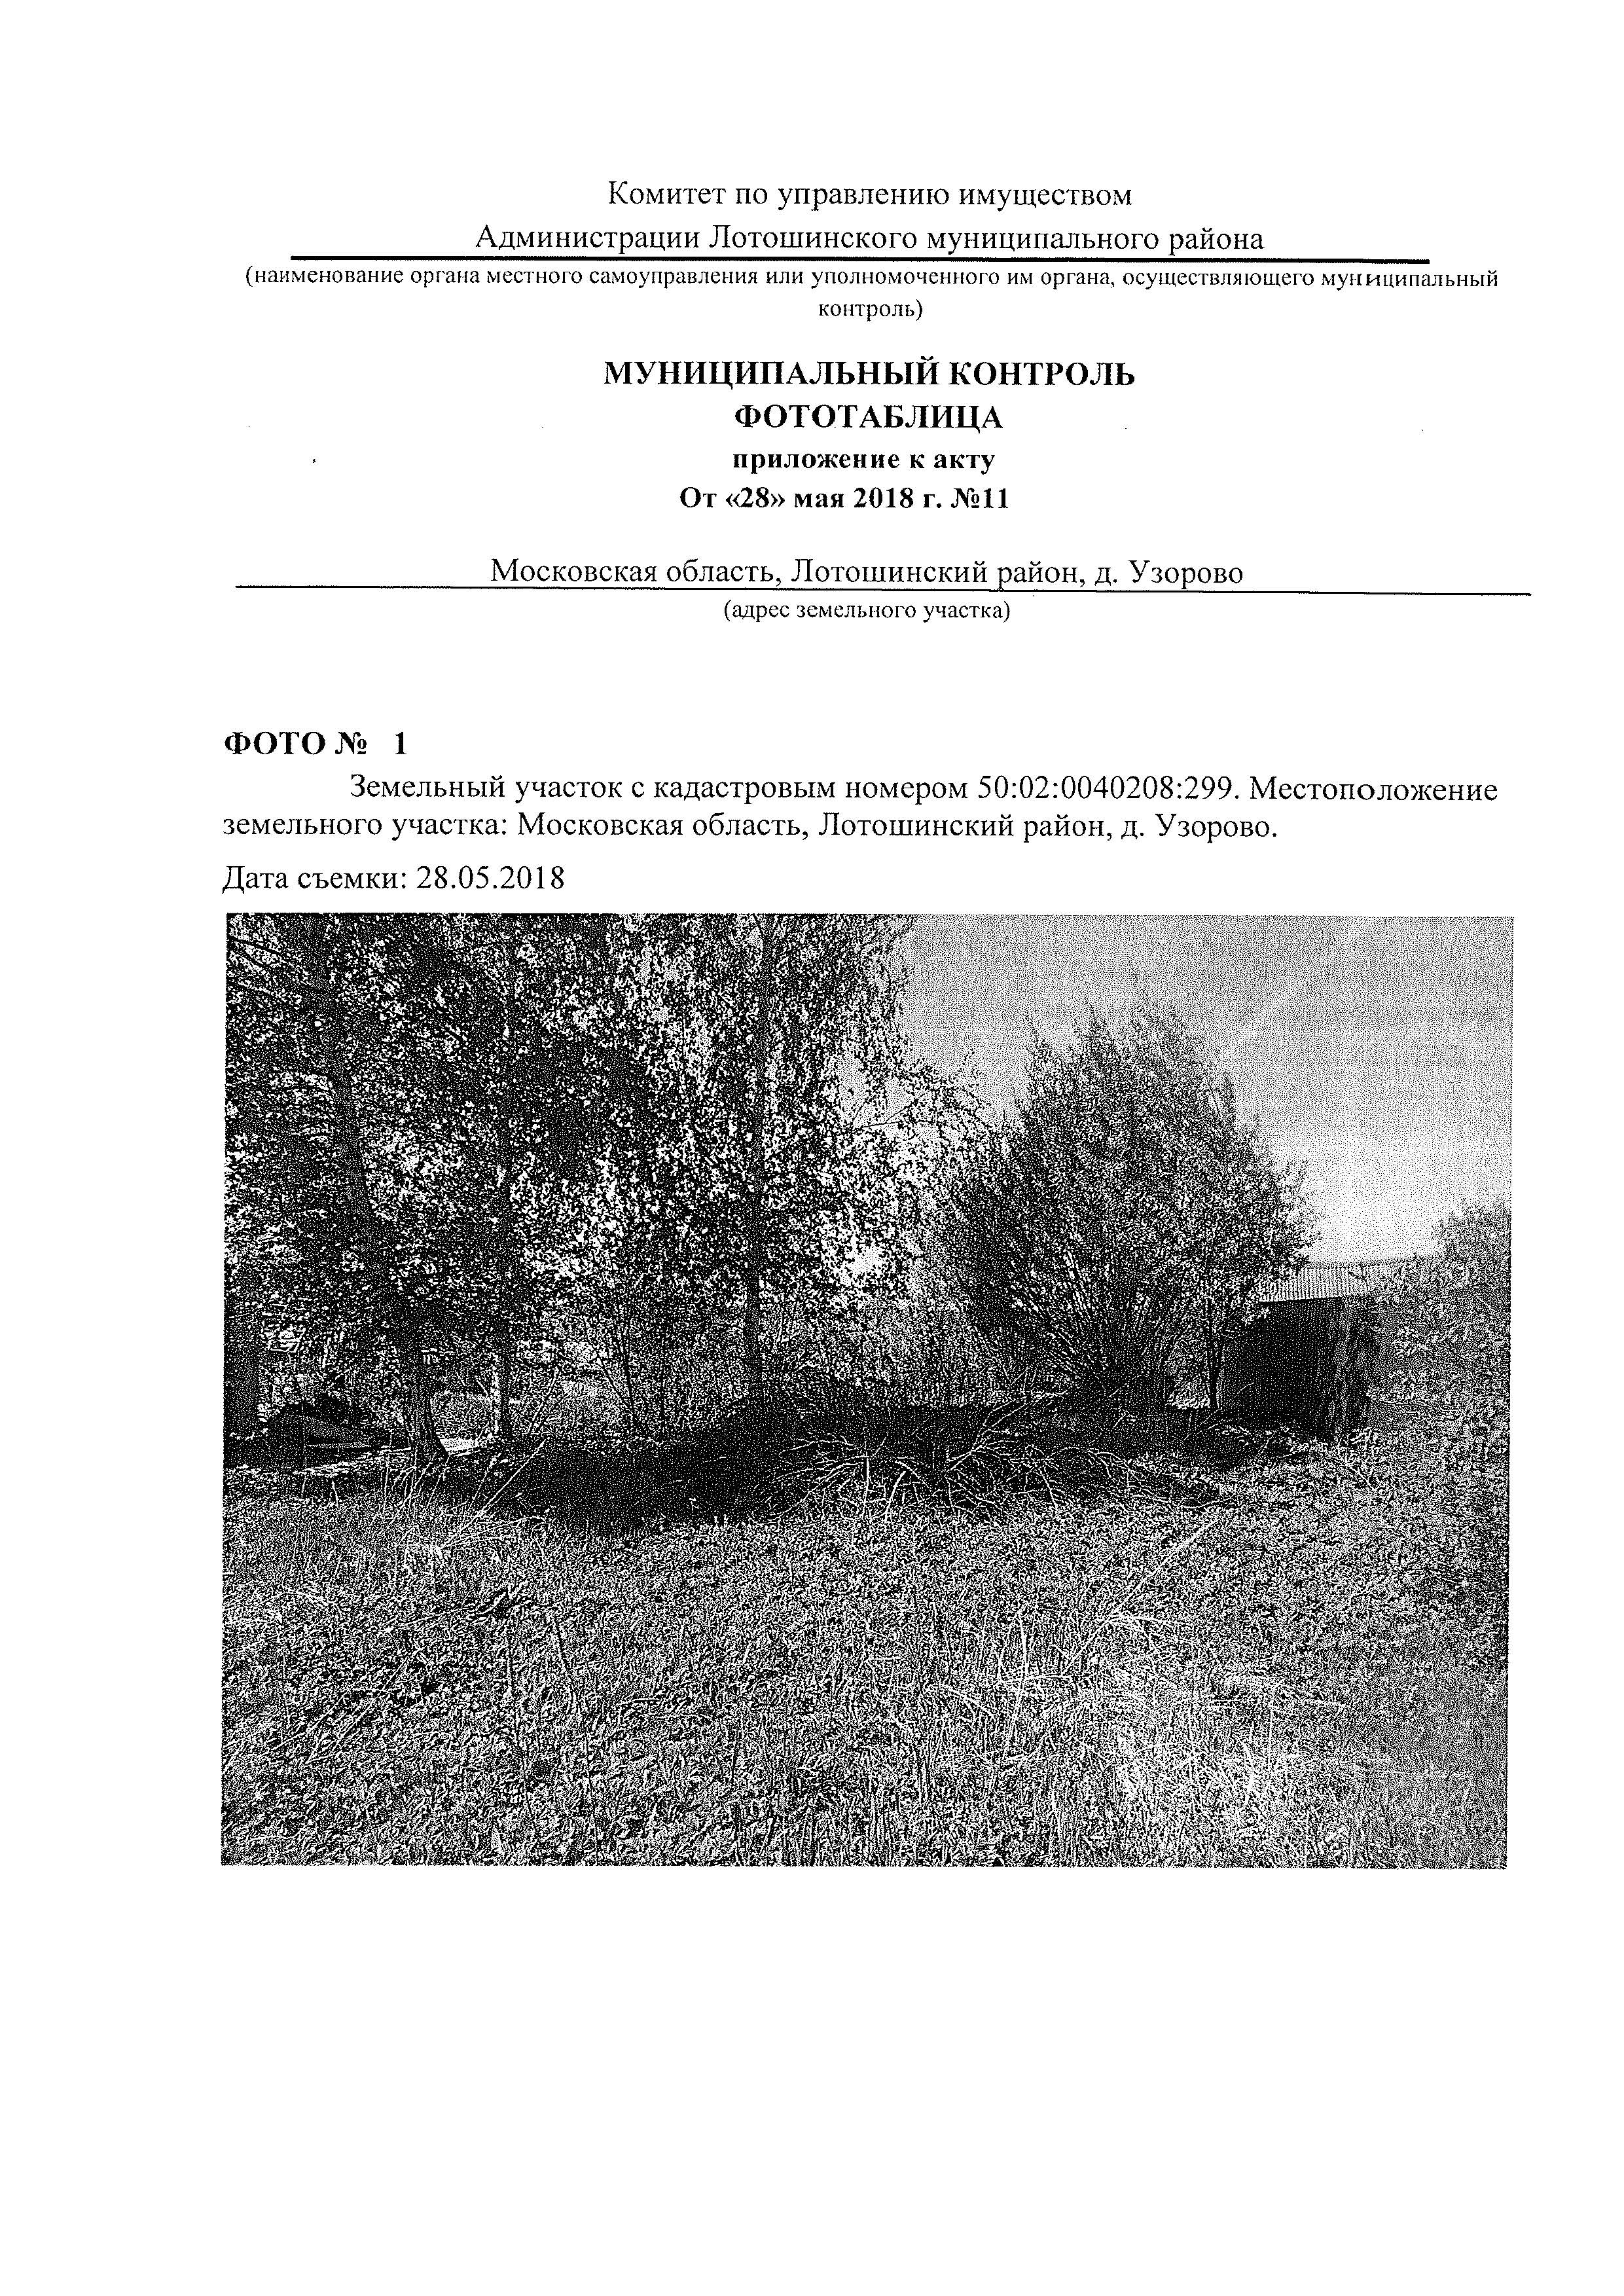 Комитет по управлению имуществом
Администрации Лотошинского муниципального района
(наименование органа местного самоуправления или уполномоченного им органа, осуществляющего муниципальный
контроль)
МУНИЦИПАЛЬНЫЙ КОНТРОЛЬ
ФОТОТАБЛИЦА
приложение к акту
От «28» мая 2018 г. №11
Московская область, Лотошинский район, д. Узорово
(адрес земельного участка)
ФОТО № 1
Земельный участок с кадастровым номером 50:02:0040208:299. Местоположение
земельного участка: Московская область, Лотошинский район, д. Узорово.
Дата съемки: 28.05.2018